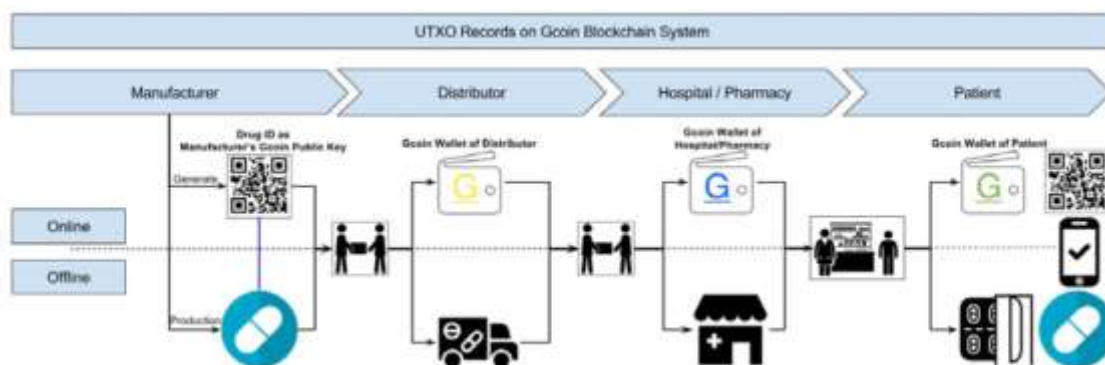 UTXO Records on Gcoin Blockchain System
Manufacturer
Distributor
Hospital / Pharmacy
Patient
Drug ID as
Manufacturer's Gcoin Public Key
Gcoin Wallet of Distributor
Gcoin Wallet of
Hospital/Pharmacy
Gcoin Wallet of Patient
Generate
G
G
G
Online
Offline
Production